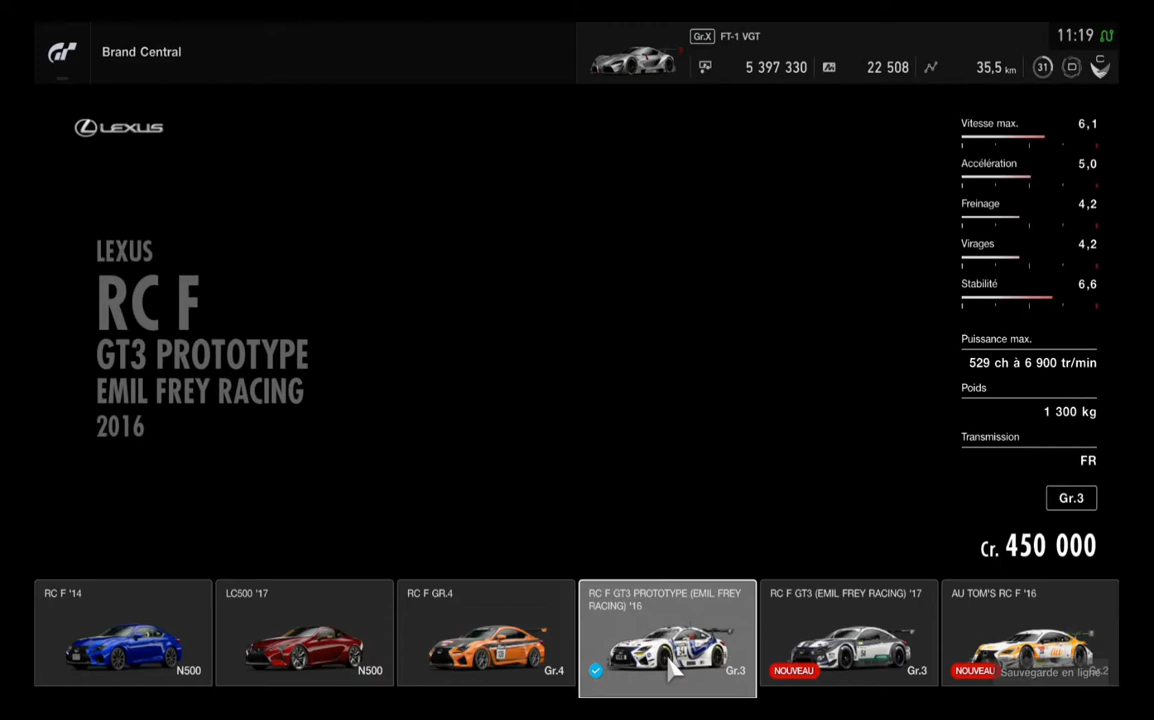 Brand Central
Gr.X FT-1 VGT
5 397 330
22 508
35,5 km
31
D
C
11:19
LEXUS
LEXUS
RC F
GT3 PROTOTYPE
EMIL FREY RACING
2016
Vitesse max. 6,1
Accélération 5,0
Freinage 4,2
Virages 4,2
Stabilité 6,6
Puissance max.
529 ch à 6 900 tr/min
Poids
1 300 kg
Transmission
FR
Gr.3
Cr. 450 000
RC F '14
N500
LC500 '17
N500
RC F GR.4
Gr.4
RC F GT3 PROTOTYPE (EMIL FREY
RACING) '16
Gr.3
RC F GT3 (EMIL FREY RACING) '17
NOUVEAU
Gr.3
AU TOM'S RC F '16
NOUVEAU
Gr.2
Sauvegarde en ligne